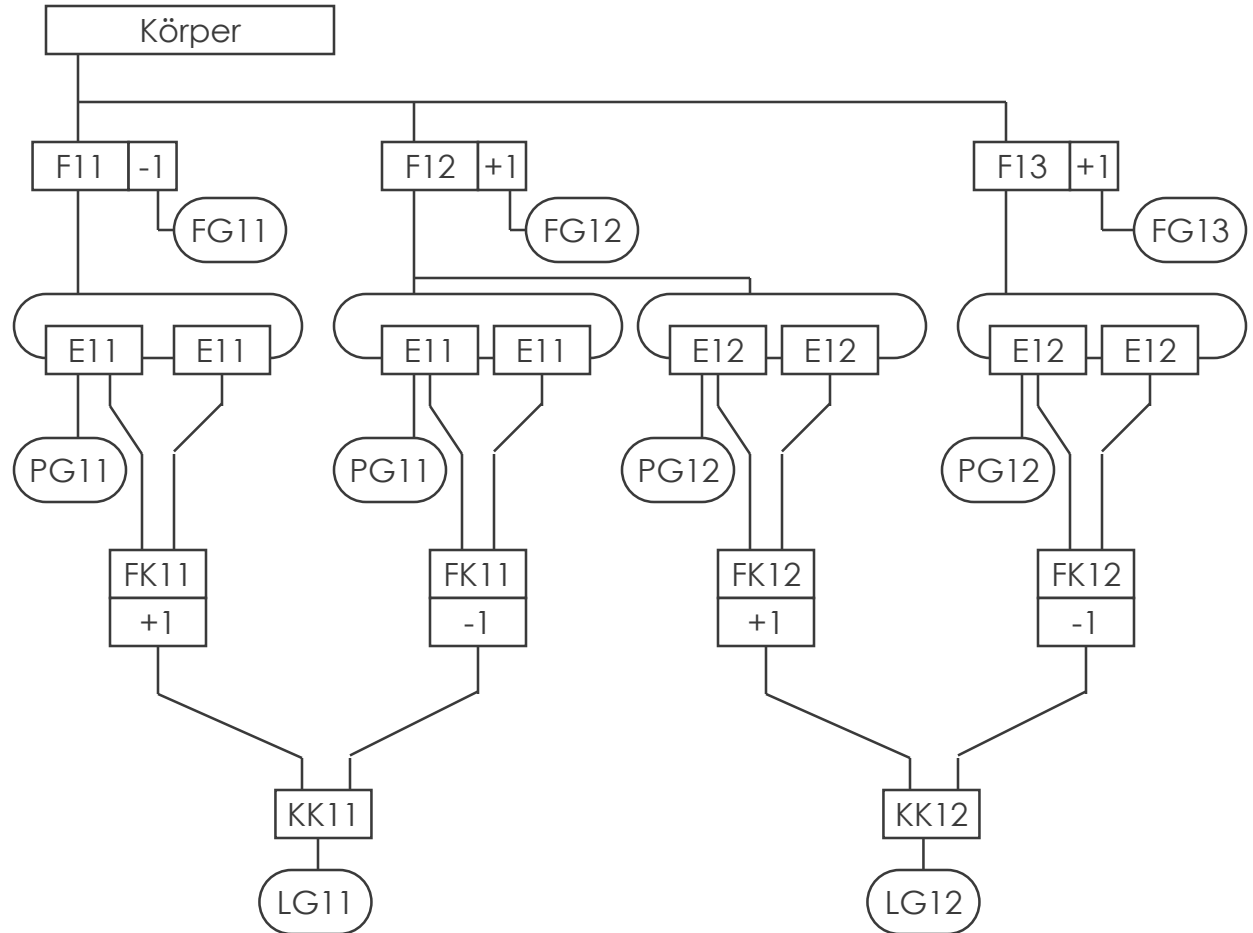 Körper
F11 -1 F12 +1 F13 +1
FG11 FG12 FG13
E11 E11 E11 E11 E12 E12 E12 E12
PG11 PG11 PG12 PG12
FK11 FK11 FK12 FK12
+1 -1 +1 -1
KK11 KK12
LG11 LG12